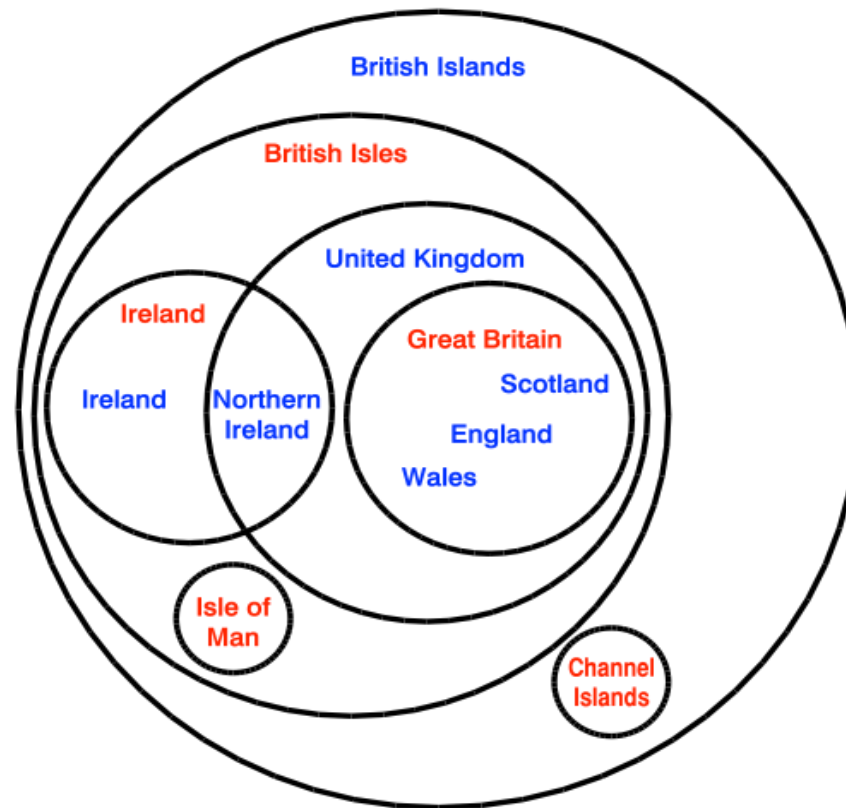 British Islands
British Isles
United Kingdom
Ireland
Great Britain
Scotland
Ireland
Northern
Ireland
England
Wales
Isle of
Man
Channel
Islands